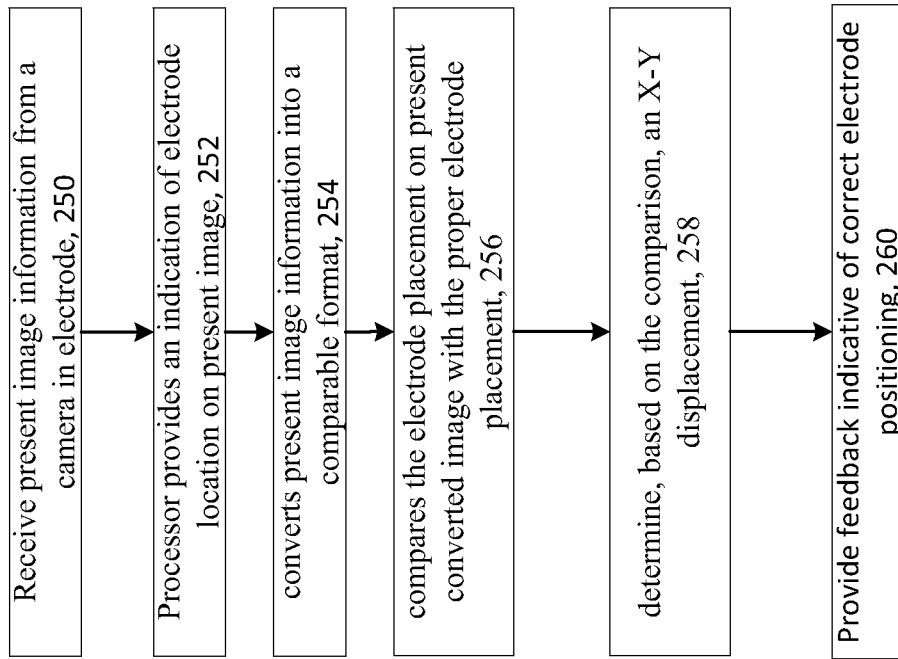 Receive present image information from a
camera in electrode, 250
Processor provides an indication of electrode
location on present image, 252
converts present image information into a
comparable format, 254
compares the electrode placement on present
converted image with the proper electrode
placement, 256
determine, based on the comparison, an X-Y
displacement, 258
Provide feedback indicative of correct electrode
positioning, 260